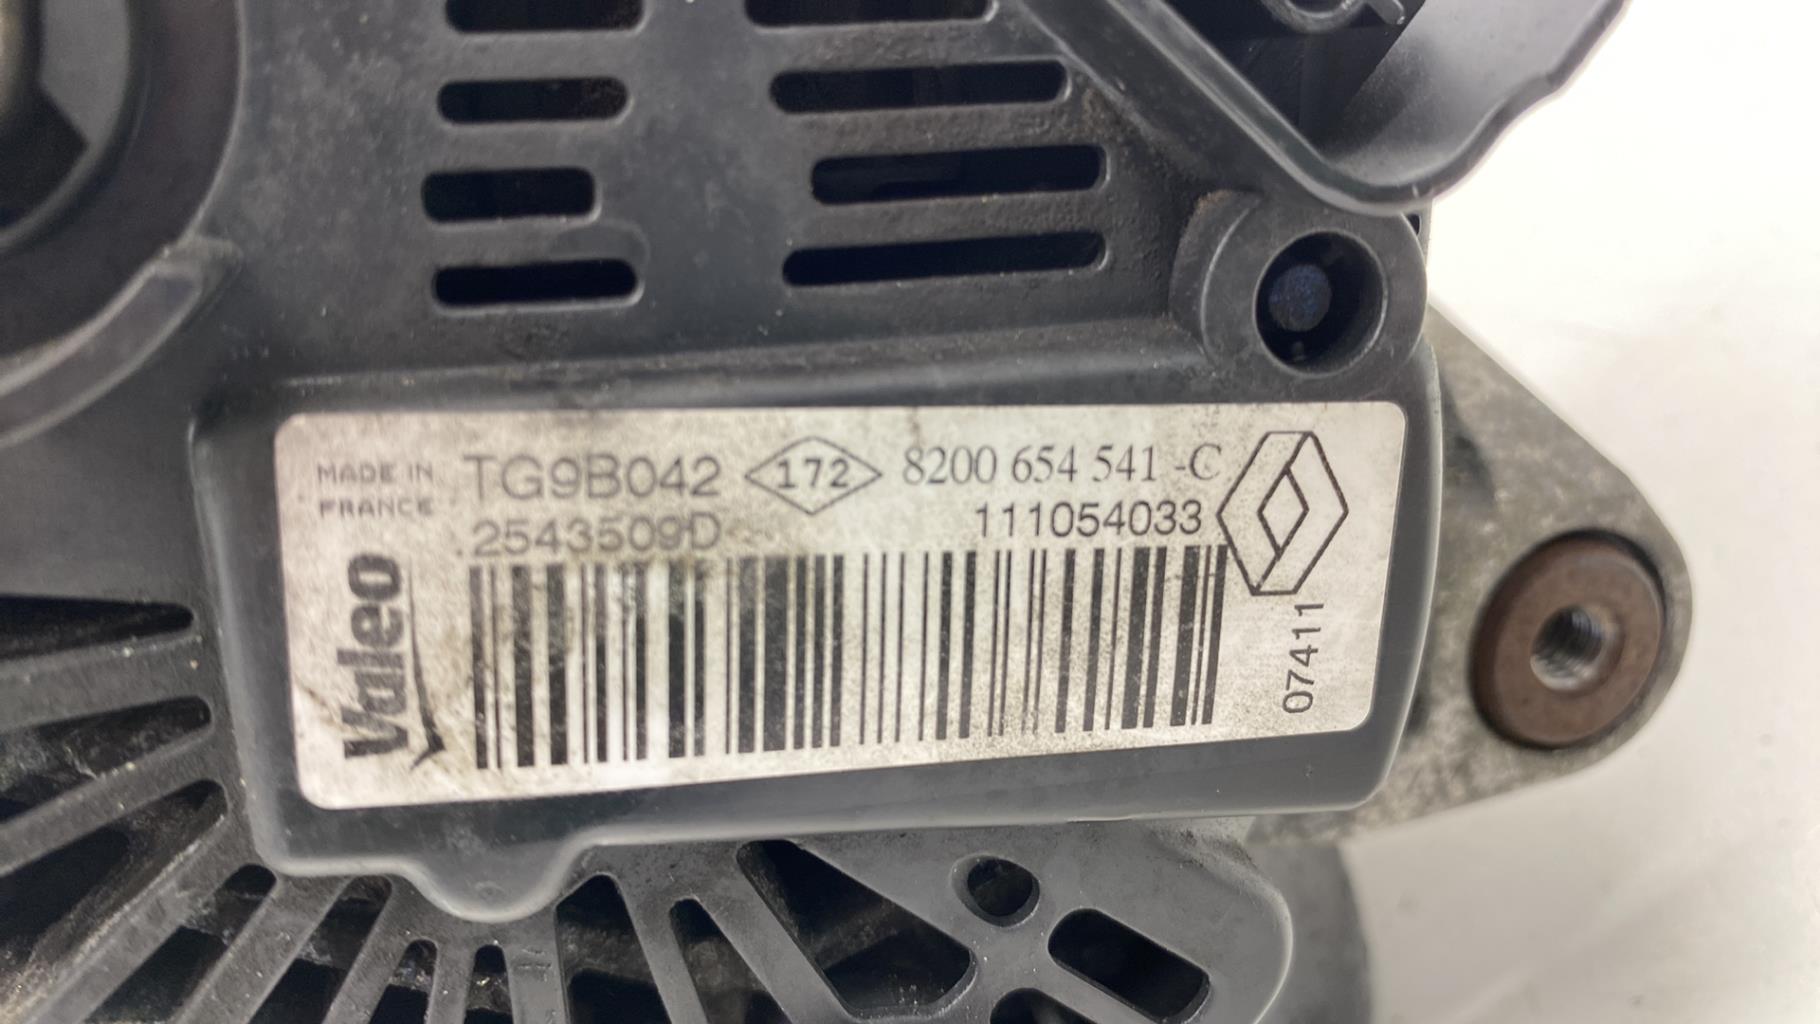 MADE IN
FRANCE
TG9B042 172 8200 654 541 -C
2543509D 111054033
Valeo
07411